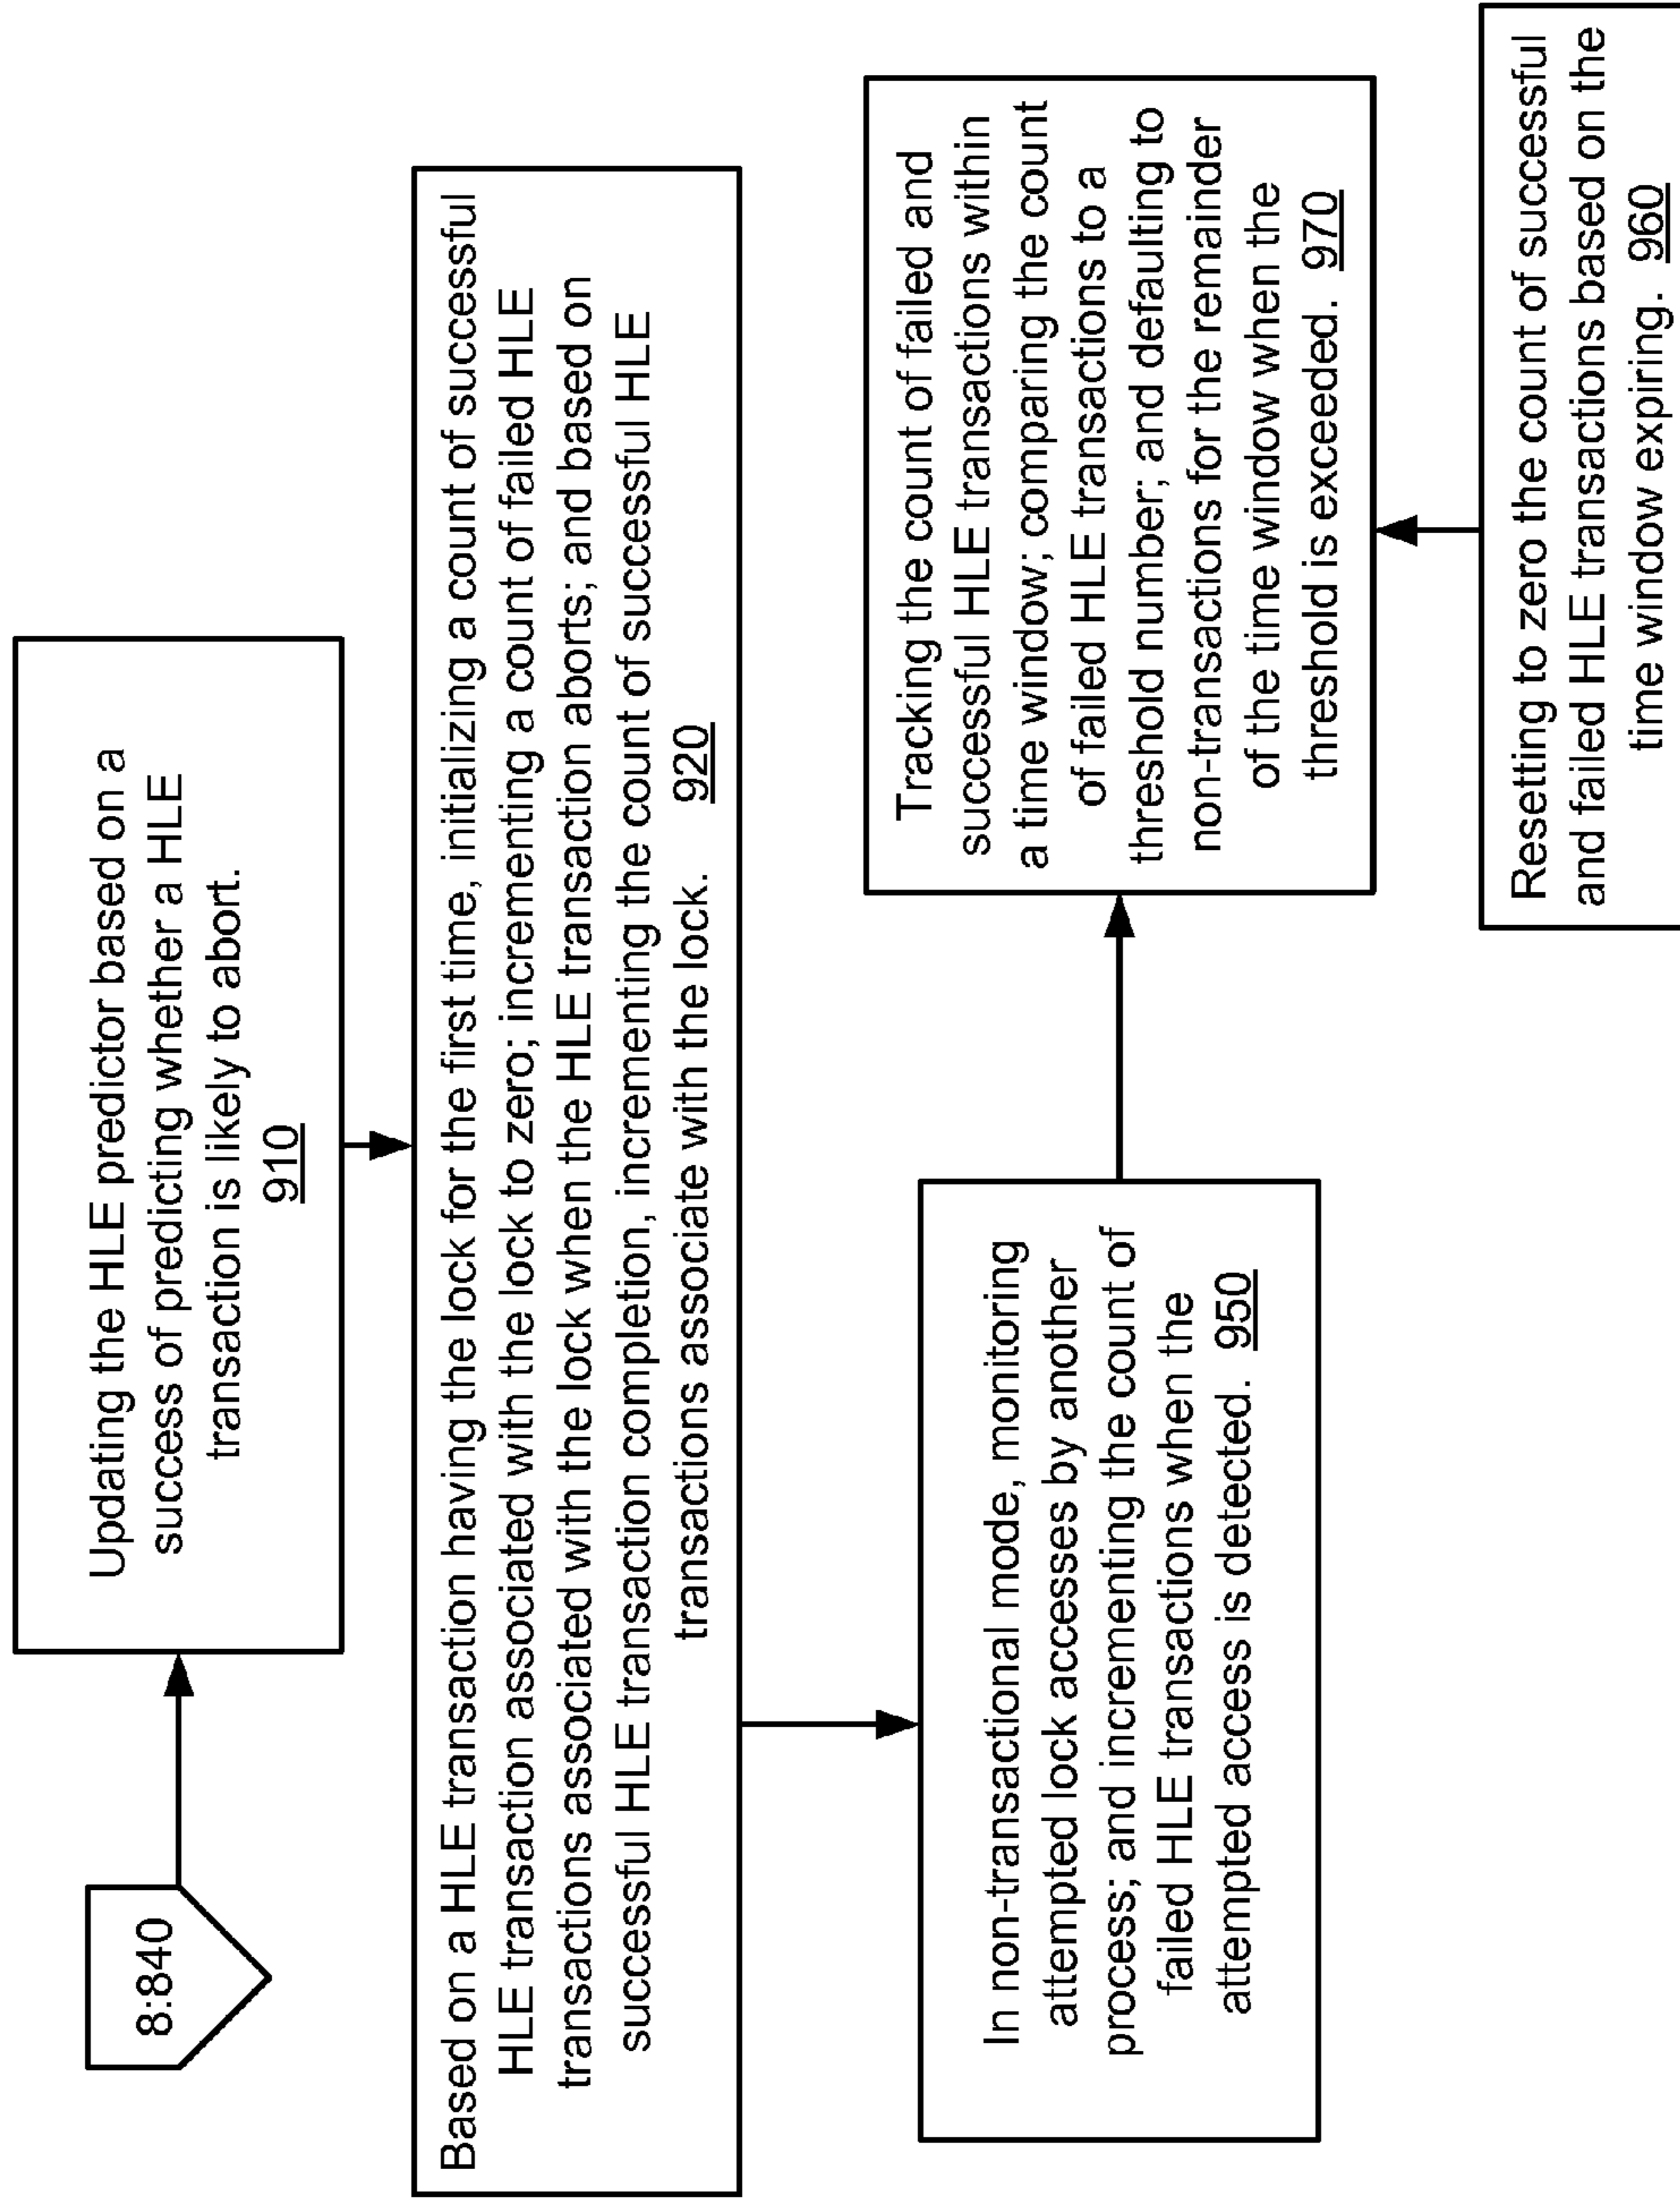 8:840
Updating the HLE predictor based on a
success of predicting whether a HLE
transaction is likely to abort.
910
Based on a HLE transaction having the lock for the first time, initializing a count of successful
HLE transaction associated with the lock to zero; incrementing a count of failed HLE
transactions associated with the lock when the HLE transaction aborts; and based on
successful HLE transaction completion, incrementing the count of successful HLE
transactions associate with the lock. 920
In non-transactional mode, monitoring
attempted lock accesses by another
process; and incrementing the count of
failed HLE transactions when the
attempted access is detected. 950
Tracking the count of failed and
successful HLE transactions within
a time window; comparing the count
of failed HLE transactions to a
threshold number; and defaulting to
non-transactions for the remainder
of the time window when the
threshold is exceeded. 970
Resetting to zero the count of successful
and failed HLE transactions based on the
time window expiring. 960